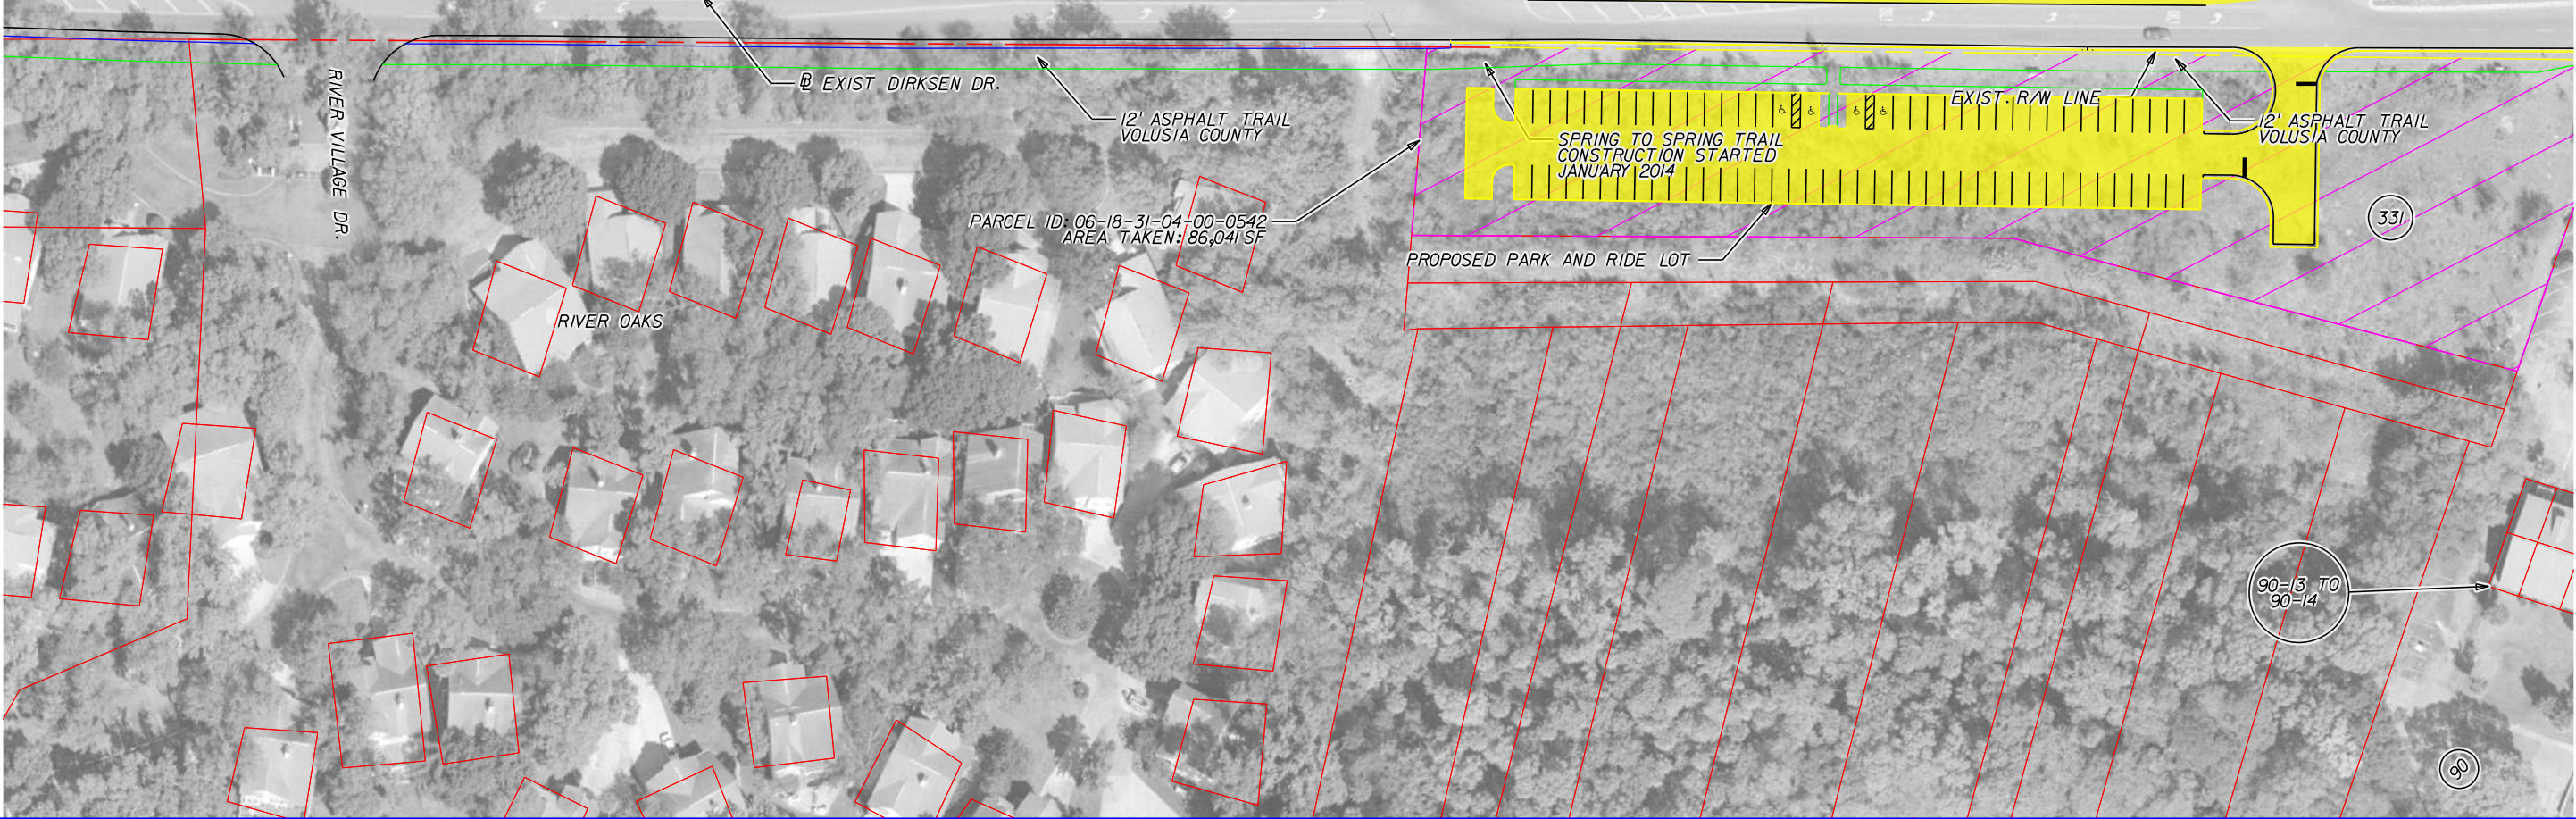 RIVER VILLAGE DR.
BL EXIST DIRKSEN DR.
12' ASPHALT TRAIL
VOLUSIA COUNTY
PARCEL ID: 06-18-31-04-00-0542
AREA TAKEN: 86,041 SF
RIVER OAKS
SPRING TO SPRING TRAIL
CONSTRUCTION STARTED
JANUARY 2014
EXIST. R/W LINE
12' ASPHALT TRAIL
VOLUSIA COUNTY
331
PROPOSED PARK AND RIDE LOT
90-13 TO
90-14
90